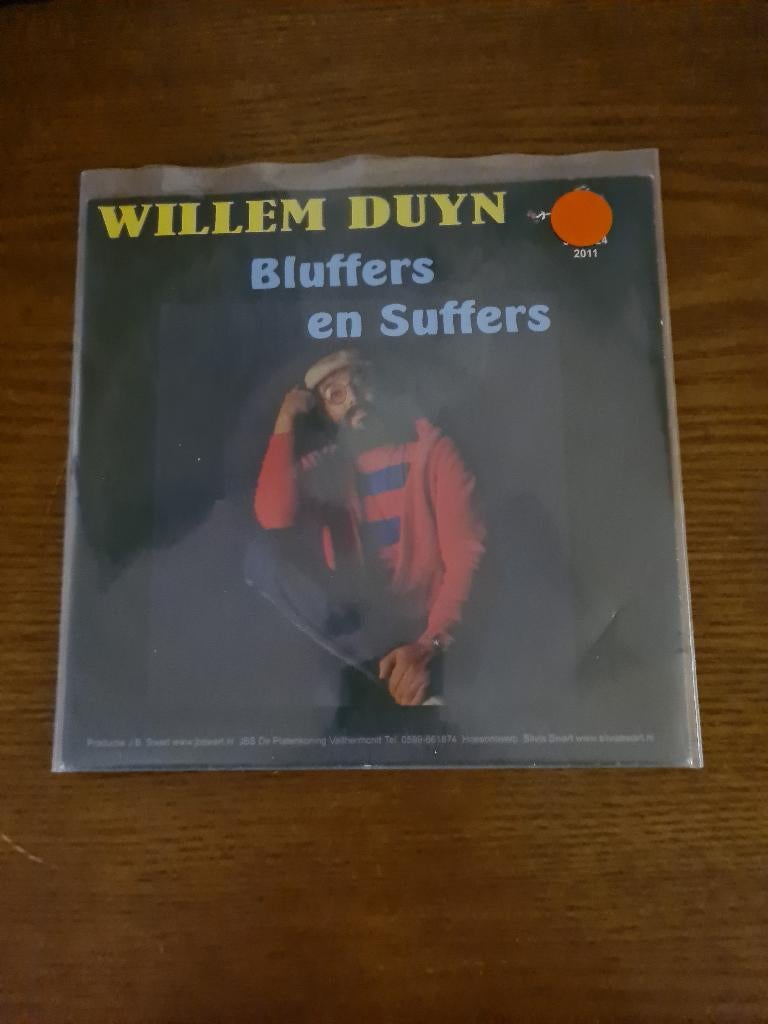 WILLEM DUYN
2011
Bluffers
en Suffers
Productie J.B. Swart www.jbswart.nl JBS De Platenkoning Valthermond Tel. 0599-661874 Hoesontwerp Silvia Swart www.silviaswart.nl